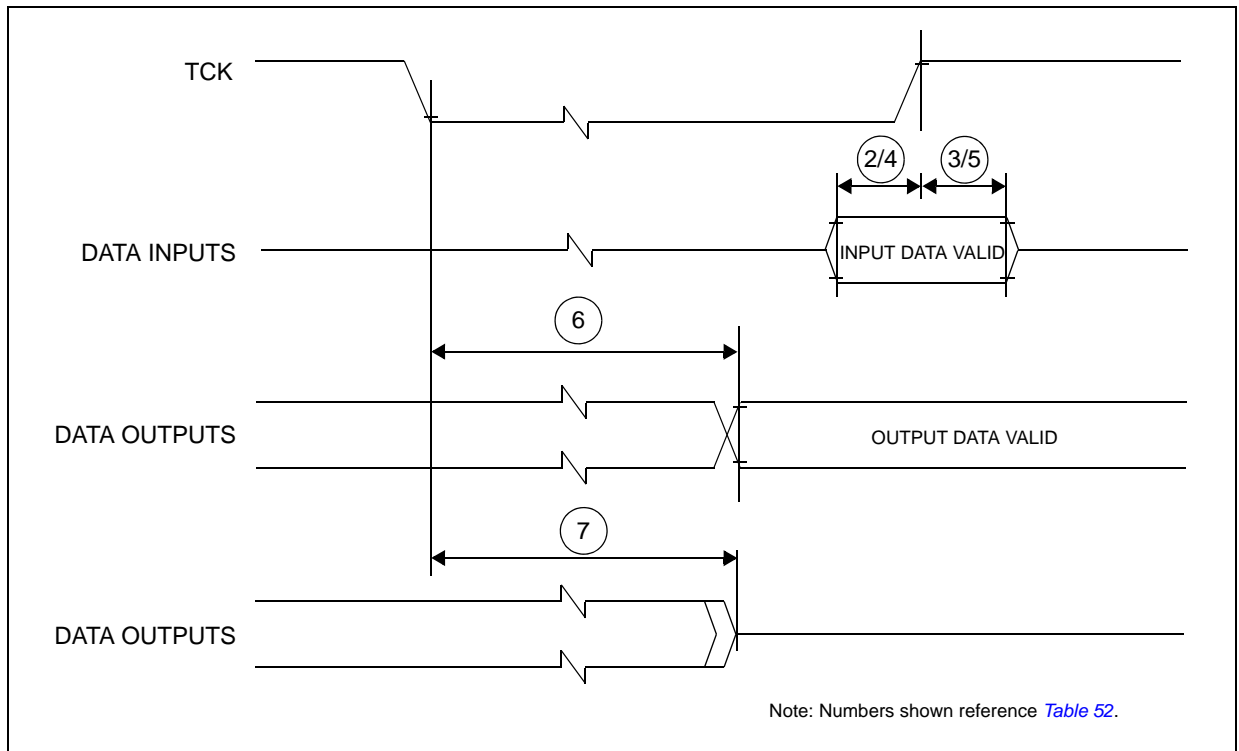 TCK
2/4
3/5
DATA INPUTS
INPUT DATA VALID
6
DATA OUTPUTS
OUTPUT DATA VALID
7
DATA OUTPUTS
Note: Numbers shown reference Table 52.